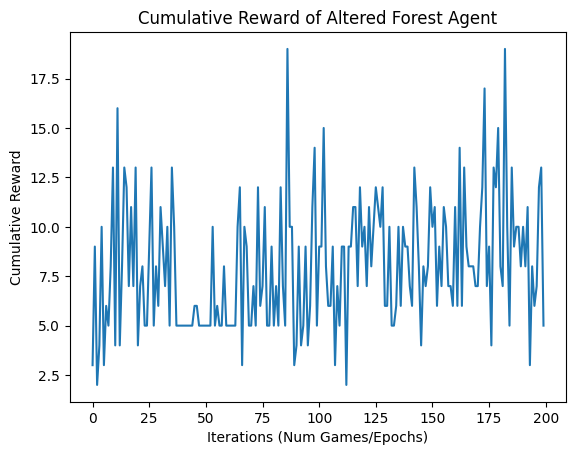 Cumulative Reward of Altered Forest Agent
17.5
15.0
12.5
10.0
7.5
5.0
2.5
Cumulative Reward
0 25 50 75 100 125 150 175 200
Iterations (Num Games/Epochs)